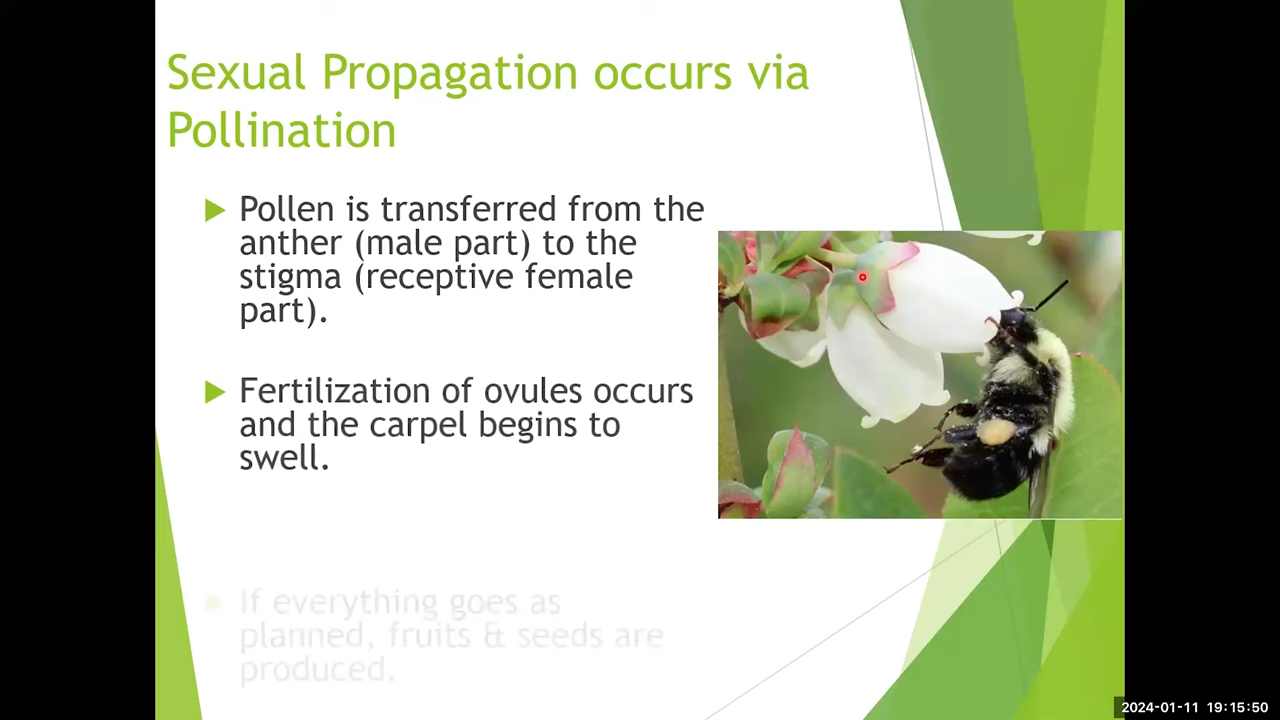 Sexual Propagation occurs via
Pollination
Pollen is transferred from the
anther (male part) to the
stigma (receptive female
part).
Fertilization of ovules occurs
and the carpel begins to
swell.
If everything goes as
planned, fruits & seeds are
produced.
2024-01-11 19:15:50